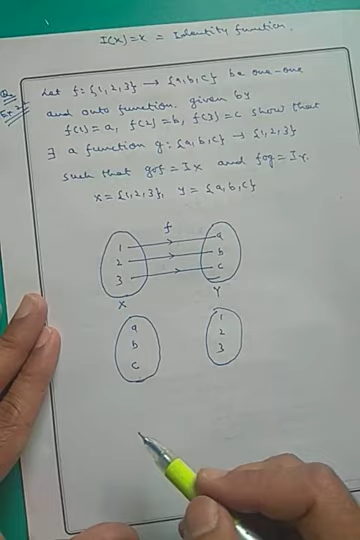 I(x)=x = Identity function.
Q.
Ex. 2
Let f: {1,2,3} → {a,b,c} be one-one
and onto function. given by
f(1) = a, f(2) = b, f(3) = c show that
∃ a function g: {a,b,c} → {1,2,3}
such that gof = Ix and fog = Iy.
x = {1,2,3}, y = {a,b,c}
f
1 a
2 b
3 c
x y
a 1
b 2
c 3